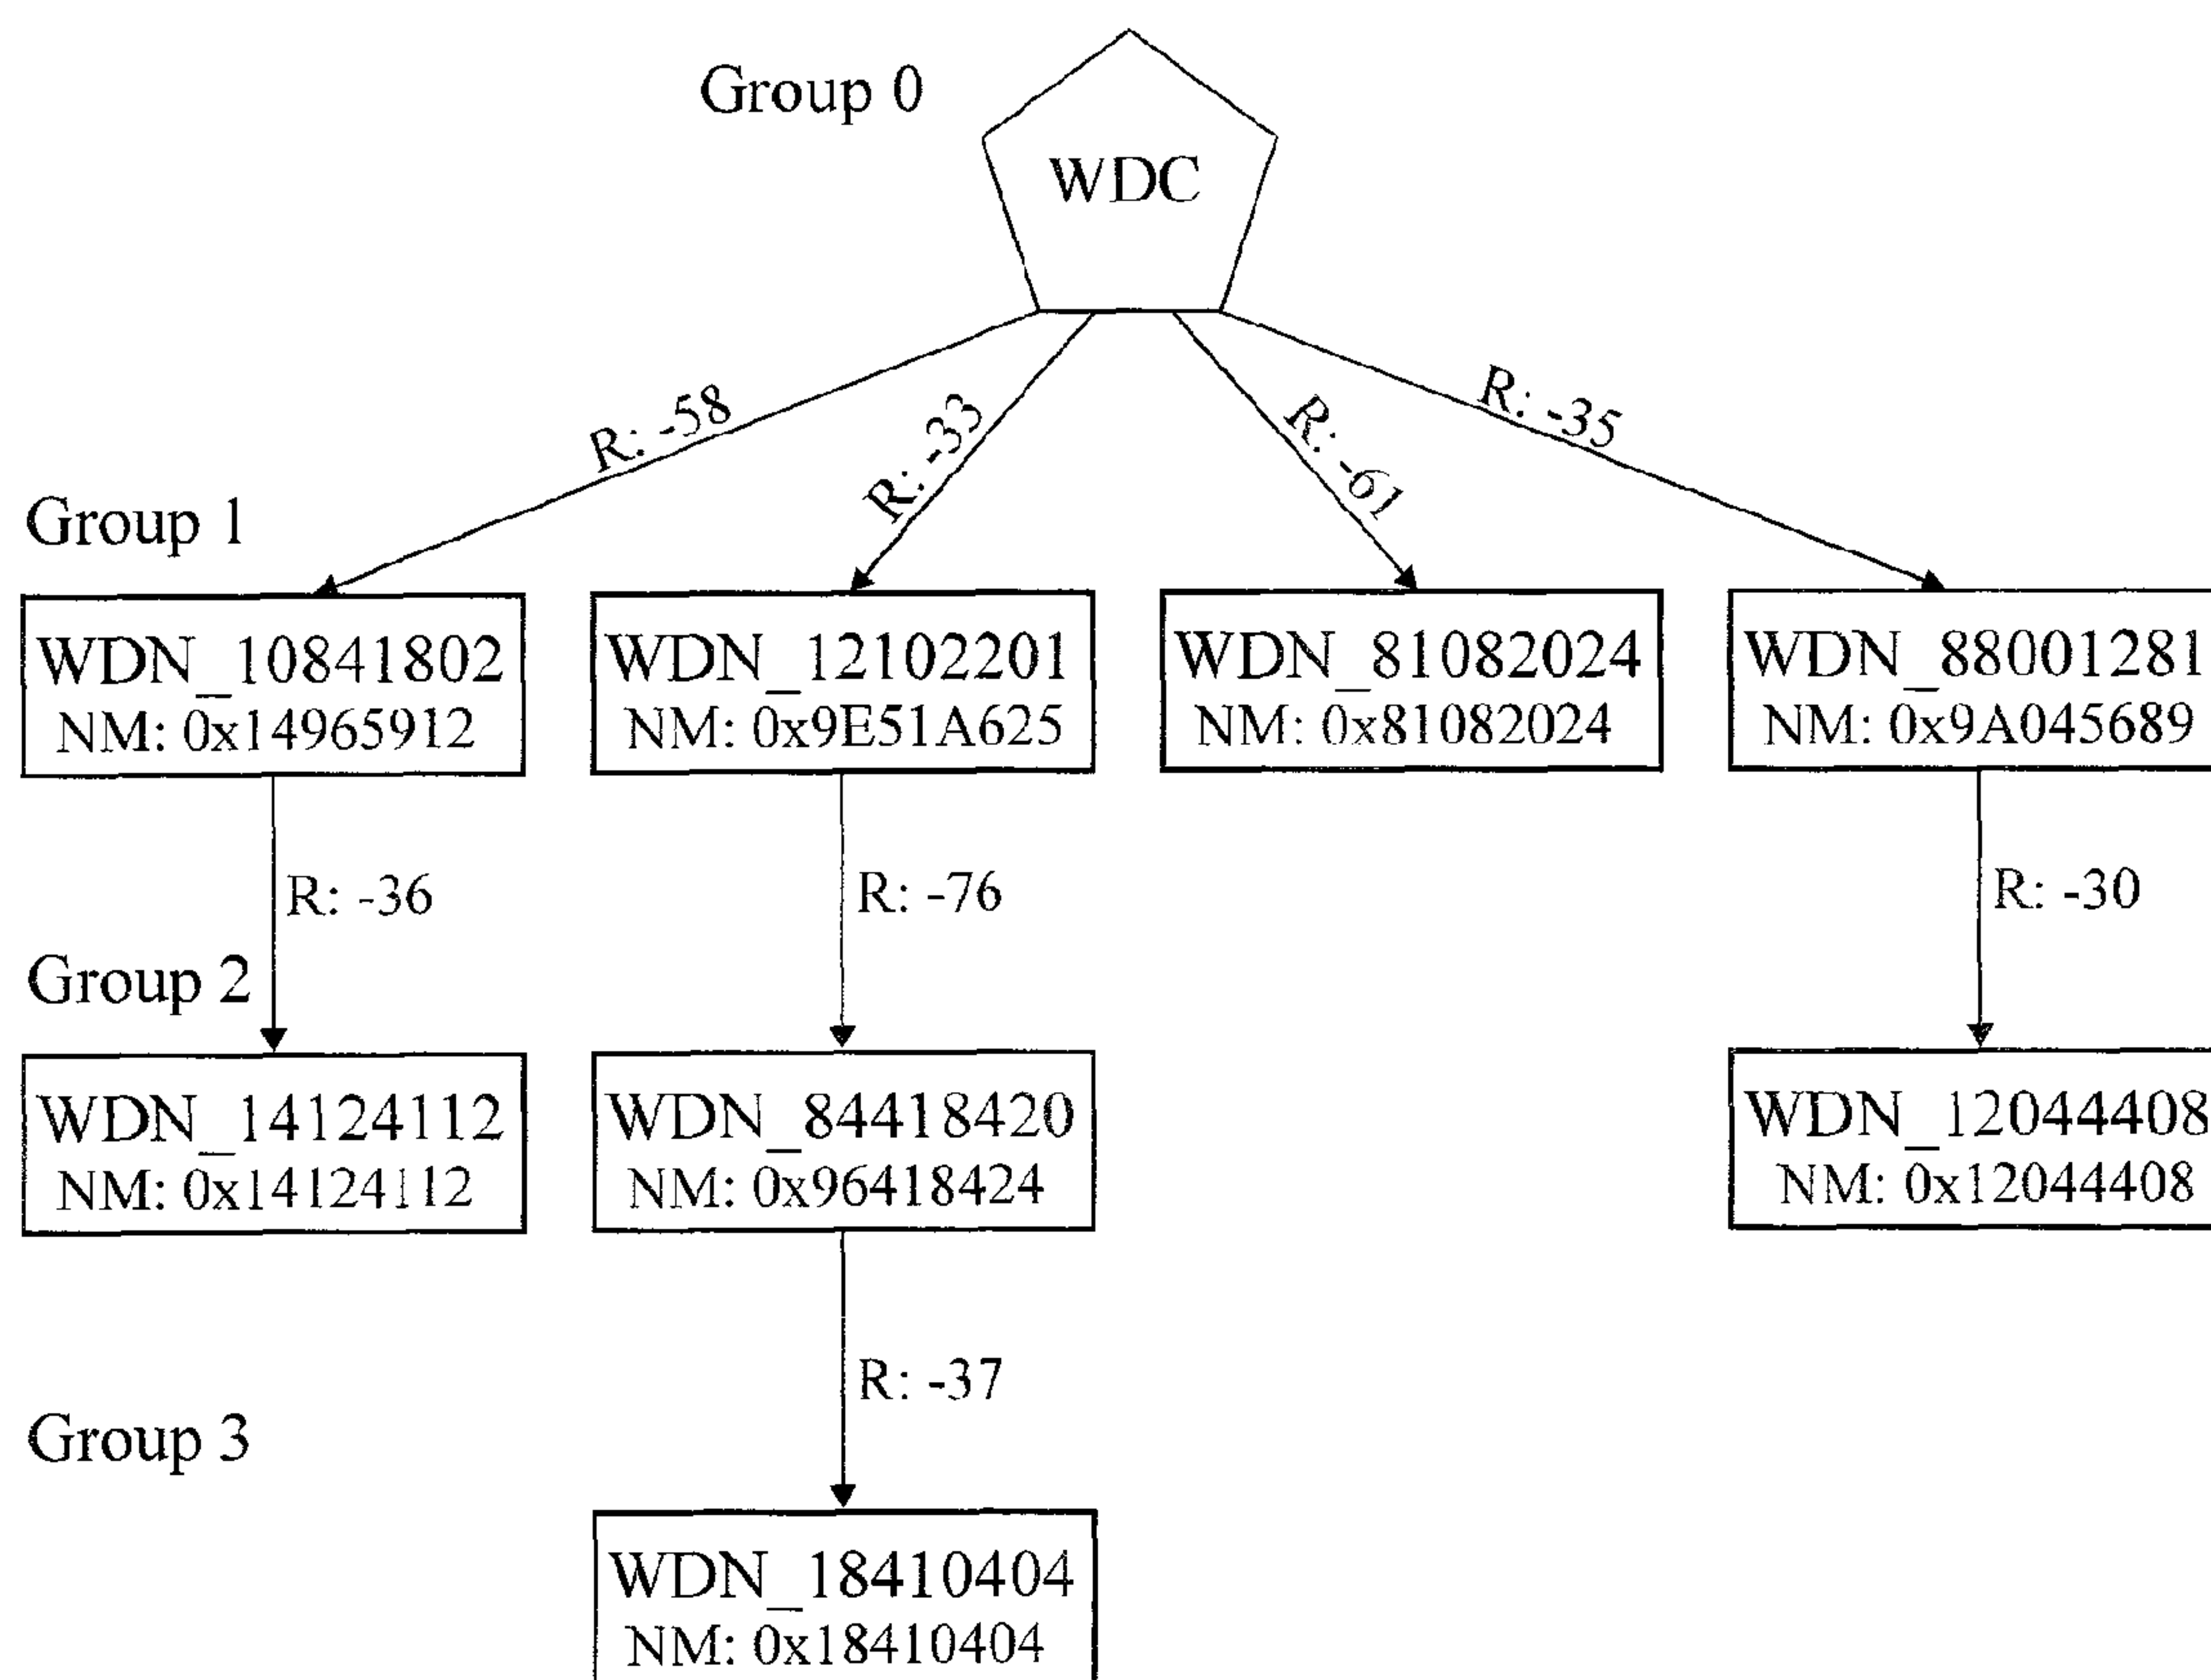 Group 0
WDC
R: -58
R: -33
R: -61
R: -35
Group 1
WDN_10841802
NM: 0x14965912
WDN_12102201
NM: 0x9E51A625
WDN_81082024
NM: 0x81082024
WDN_88001281
NM: 0x9A045689
R: -36
R: -76
R: -30
Group 2
WDN_14124112
NM: 0x14124112
WDN_84418420
NM: 0x96418424
WDN_12044408
NM: 0x12044408
R: -37
Group 3
WDN_18410404
NM: 0x18410404